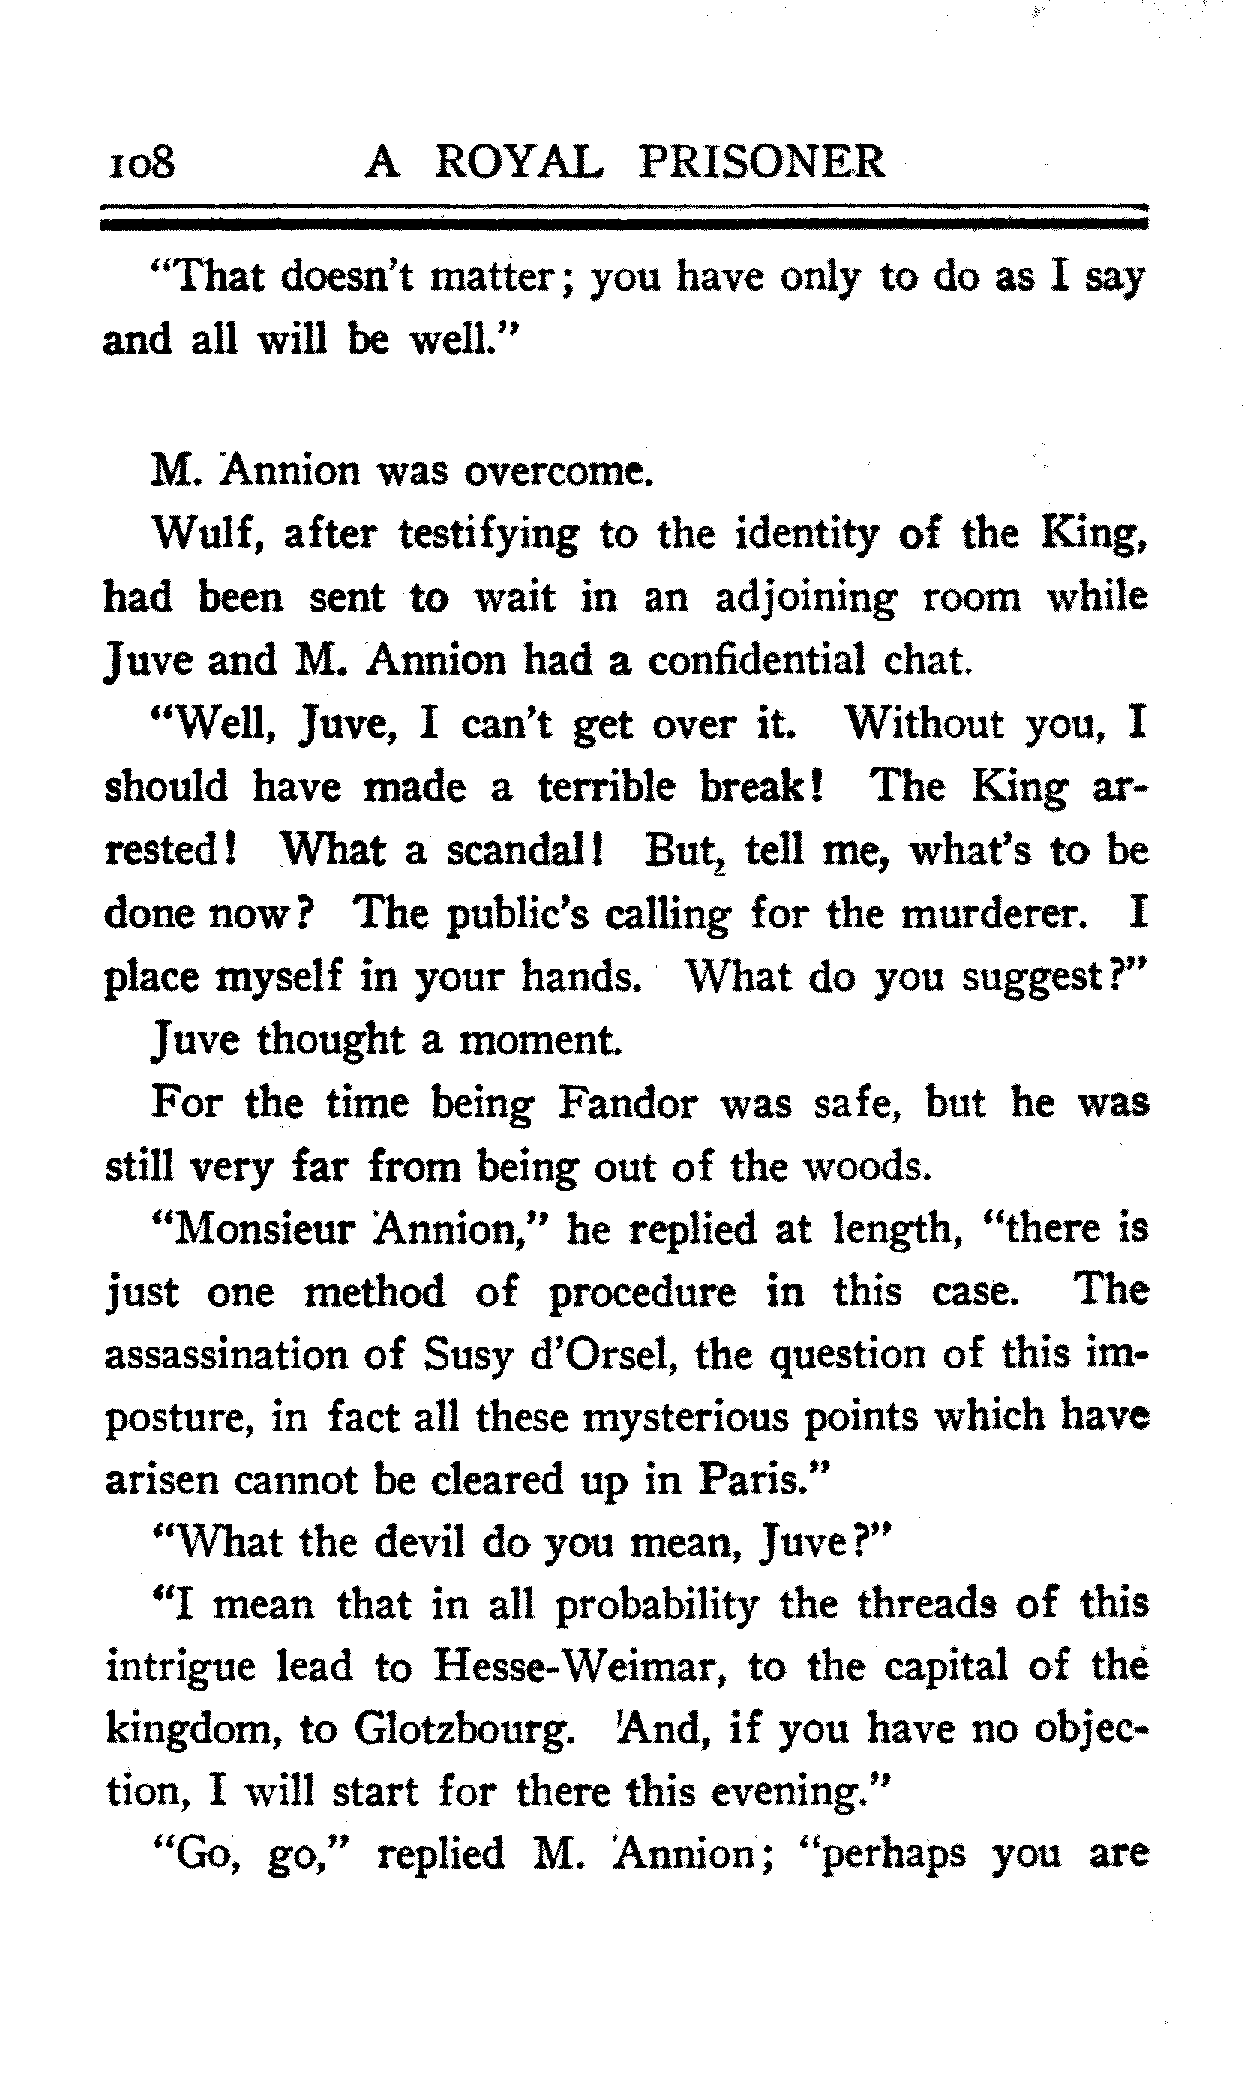 108 A ROYAL PRISONER
“That doesn’t matter; you have only to do as I say
and all will be well.”
M. Annion was overcome.
Wulf, after testifying to the identity of the King,
had been sent to wait in an adjoining room while
Juve and M. Annion had a confidential chat.
“Well, Juve, I can’t get over it. Without you, I
should have made a terrible break! The King ar-
rested! What a scandal! But, tell me, what’s to be
done now? The public’s calling for the murderer. I
place myself in your hands. What do you suggest?”
Juve thought a moment.
For the time being Fandor was safe, but he was
still very far from being out of the woods.
“Monsieur Annion,” he replied at length, “there is
just one method of procedure in this case. The
assassination of Susy d’Orsel, the question of this im-
posture, in fact all these mysterious points which have
arisen cannot be cleared up in Paris.”
“What the devil do you mean, Juve?”
“I mean that in all probability the threads of this
intrigue lead to Hesse-Weimar, to the capital of the
kingdom, to Glotzbourg. And, if you have no objec-
tion, I will start for there this evening.”
“Go, go,” replied M. Annion; “perhaps you are